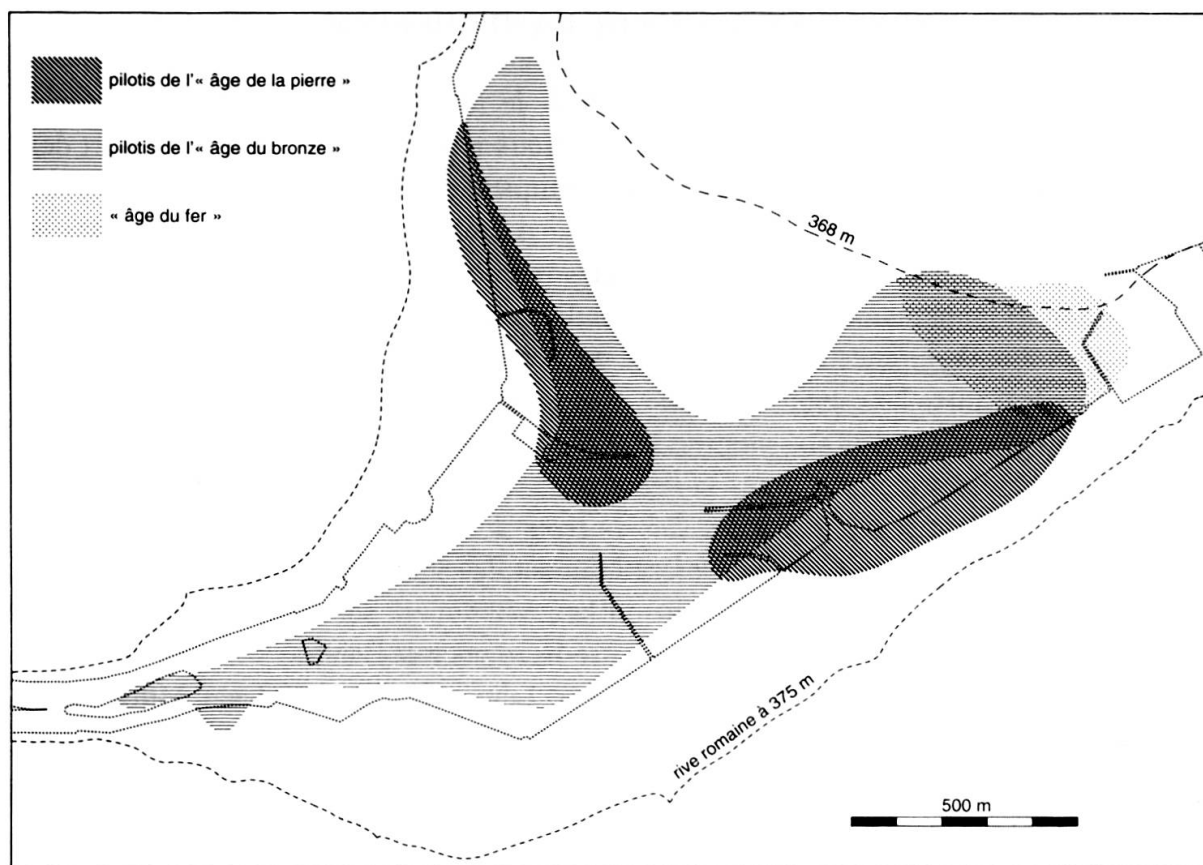 pilotis de l'« âge de la pierre »
pilotis de l'« âge du bronze »
« âge du fer »
368 m
rive romaine à 375 m
500 m